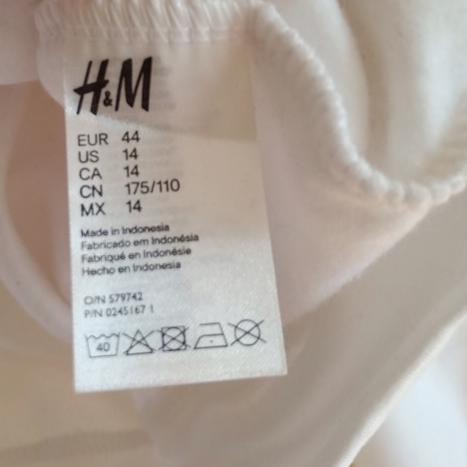 H&M
EUR 44
US 14
CA 14
CN 175/110
MX 14
Made in Indonesia
Fabricado em Indonésia
Fabriqué en Indonésie
Hecho en Indonesia
O/N 579742
P/N 0245167 1
40